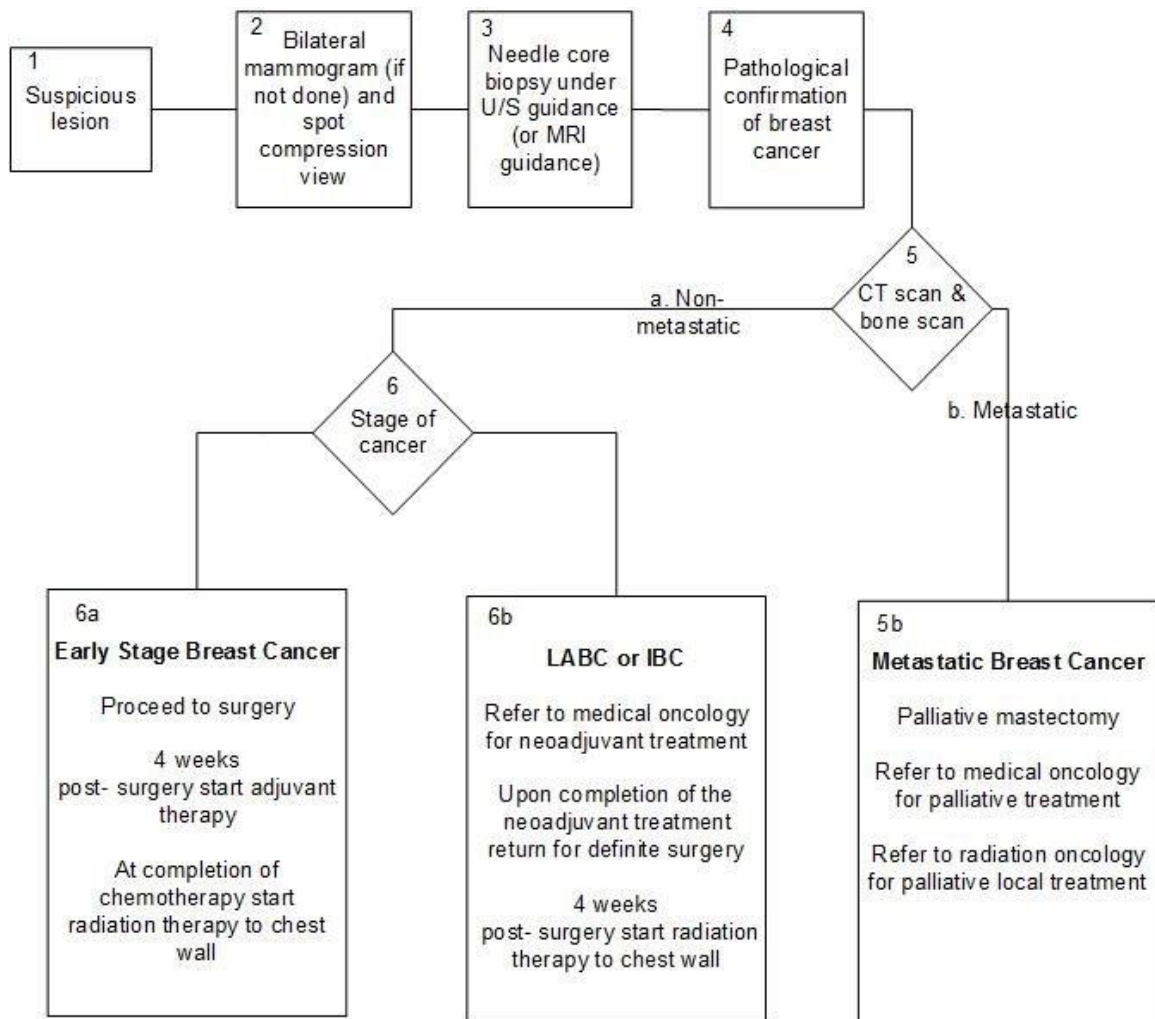 1
Suspicious
lesion
2
Bilateral
mammogram (if
not done) and
spot
compression
view
3
Needle core
biopsy under
U/S guidance
(or MRI
guidance)
4
Pathological
confirmation
of breast
cancer
5
CT scan &
bone scan
a. Non-
metastatic
b. Metastatic
6
Stage of
cancer
6a
Early Stage Breast Cancer
Proceed to surgery
4 weeks
post- surgery start adjuvant
therapy
At completion of
chemotherapy start
radiation therapy to chest
wall
6b
LABC or IBC
Refer to medical oncology
for neoadjuvant treatment
Upon completion of the
neoadjuvant treatment
return for definite surgery
4 weeks
post- surgery start radiation
therapy to chest wall
5b
Metastatic Breast Cancer
Palliative mastectomy
Refer to medical oncology
for palliative treatment
Refer to radiation oncology
for palliative local treatment